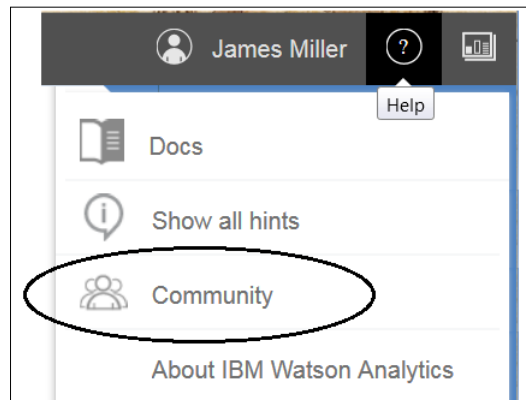 James Miller ?
Help
Docs
Show all hints
Community
About IBM Watson Analytics